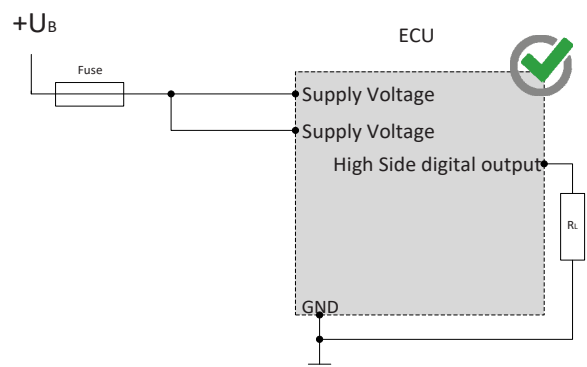 +UB
ECU
Fuse
Supply Voltage
Supply Voltage
High Side digital output
RL
GND